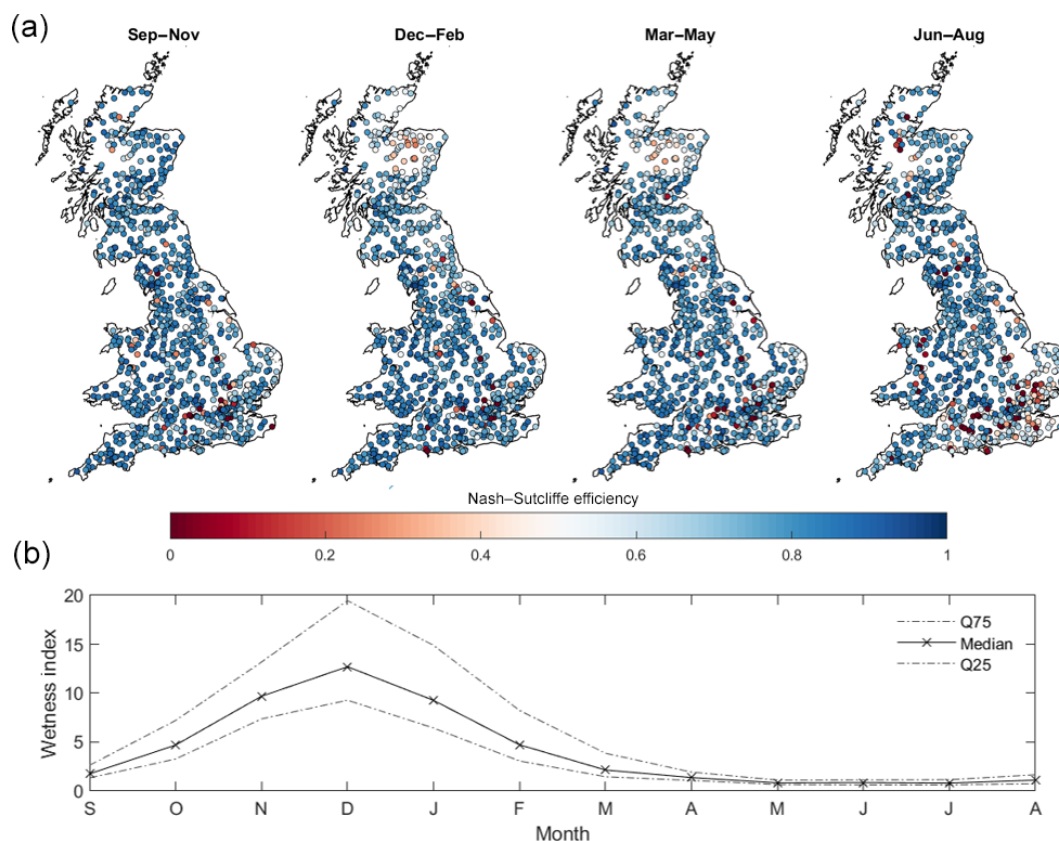 (a)
Sep–Nov Dec–Feb Mar–May Jun–Aug
Nash–Sutcliffe efficiency
0 0.2 0.4 0.6 0.8 1
(b)
20
15
10
5
0
Wetness index
Q75
Median
Q25
S O N D J F M A M J J A
Month